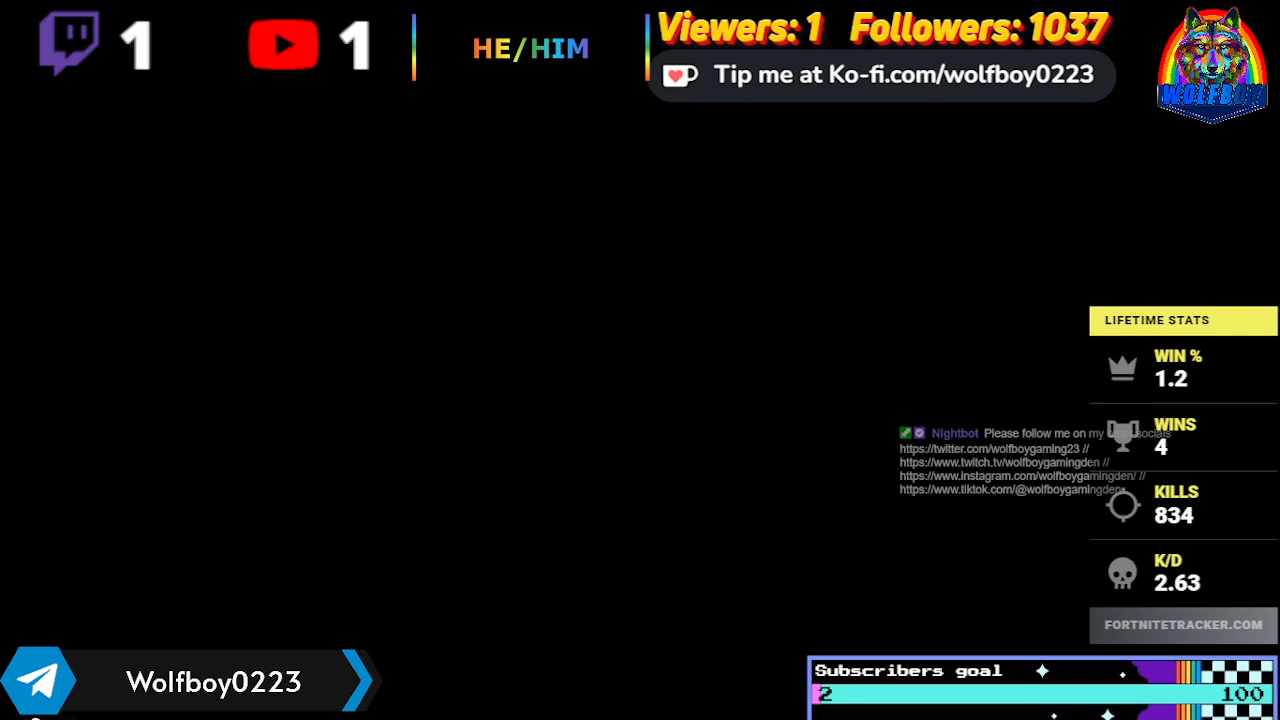 1
1
HE/HIM
Viewers: 1 Followers: 1037
Tip me at Ko-fi.com/wolfboy0223
WOLFBOY
LIFETIME STATS
WIN %
1.2
WINS
4
KILLS
834
K/D
2.63
FORTNITETRACKER.COM
Nightbot Please follow me on my other socials
https://twitter.com/wolfboygaming23 //
https://www.twitch.tv/wolfboygamingden //
https://www.instagram.com/wolfboygamingden/ //
https://www.tiktok.com/@wolfboygamingden
Wolfboy0223
Subscribers goal
2 100